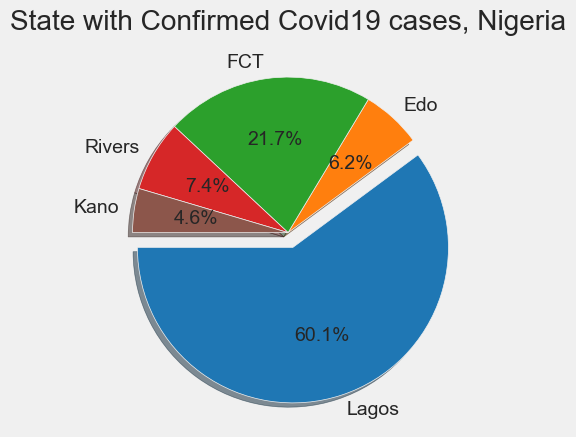 State with Confirmed Covid19 cases, Nigeria
FCT
Edo
21.7%
Rivers
6.2%
7.4%
Kano
4.6%
60.1%
Lagos